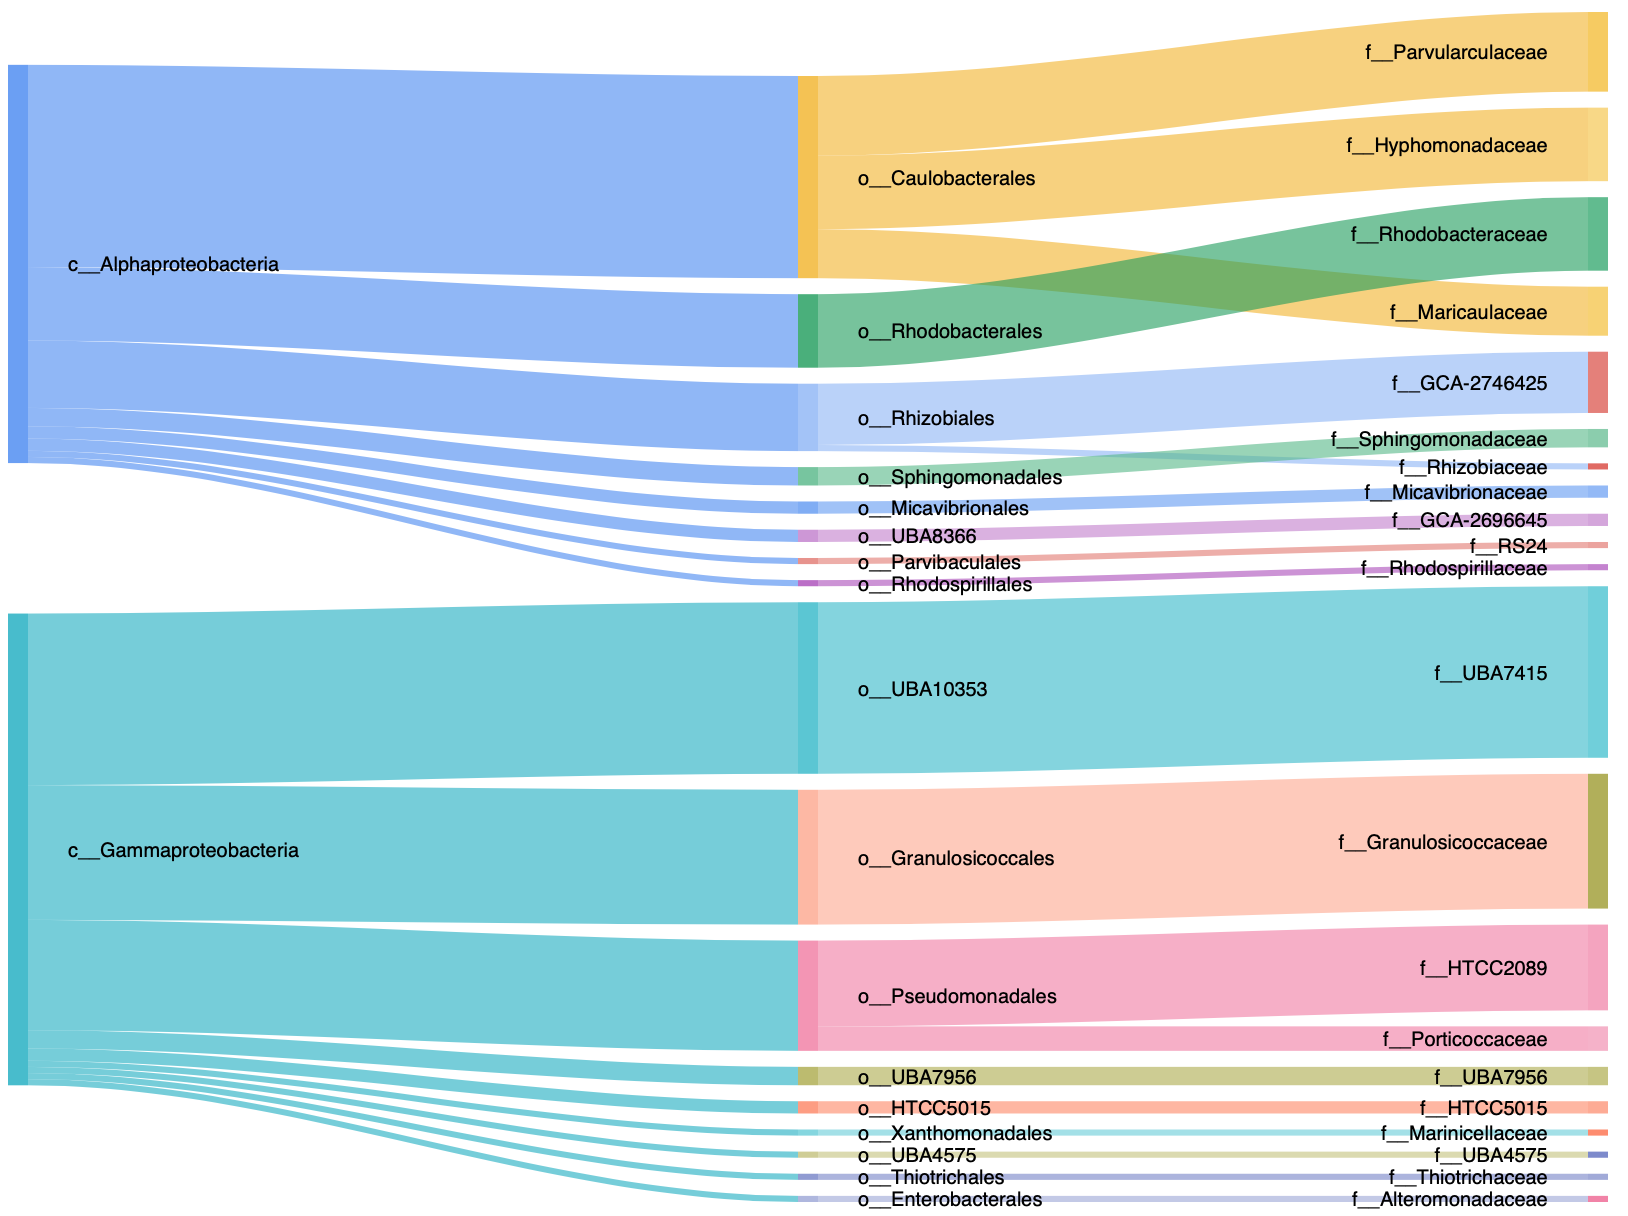 c__Alphaproteobacteria
c__Gammaproteobacteria
o__Caulobacterales
o__Rhodobacterales
o__Rhizobiales
o__Sphingomonadales
o__Micavibrionales
o__UBA8366
o__Parvibaculales
o__Rhodospirillales
o__UBA10353
o__Granulosicoccales
o__Pseudomonadales
o__UBA7956
o__HTCC5015
o__Xanthomonadales
o__UBA4575
o__Thiotrichales
o__Enterobacterales
f__Parvularculaceae
f__Hyphomonadaceae
f__Rhodobacteraceae
f__Maricaulaceae
f__GCA-2746425
f__Sphingomonadaceae
f__Rhizobiaceae
f__Micavibrionaceae
f__GCA-2696645
f__RS24
f__Rhodospirillaceae
f__UBA7415
f__Granulosicoccaceae
f__HTCC2089
f__Porticoccaceae
f__UBA7956
f__HTCC5015
f__Marinicellaceae
f__UBA4575
f__Thiotrichaceae
f__Alteromonadaceae